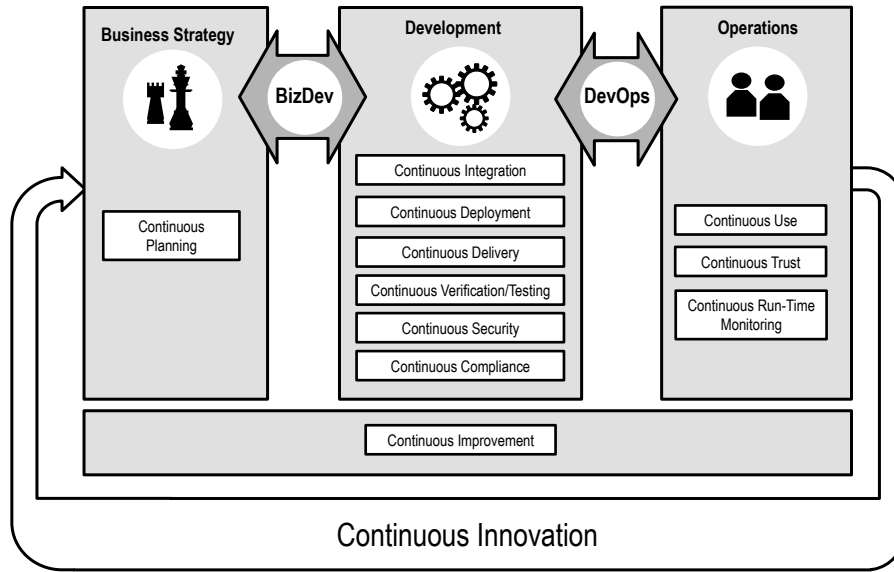 Business Strategy
BizDev
Development
DevOps
Operations
Continuous
Planning
Continuous Integration
Continuous Deployment
Continuous Delivery
Continuous Verification/Testing
Continuous Security
Continuous Compliance
Continuous Use
Continuous Trust
Continuous Run-Time
Monitoring
Continuous Improvement
Continuous Innovation